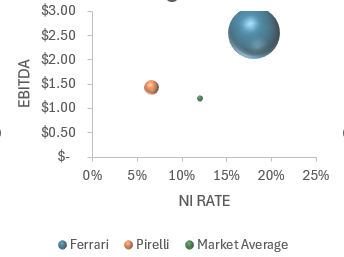 $3.00
$2.50
$2.00
$1.50
$1.00
$0.50
$-
EBITDA
0% 5% 10% 15% 20% 25%
NI RATE
Ferrari Pirelli Market Average